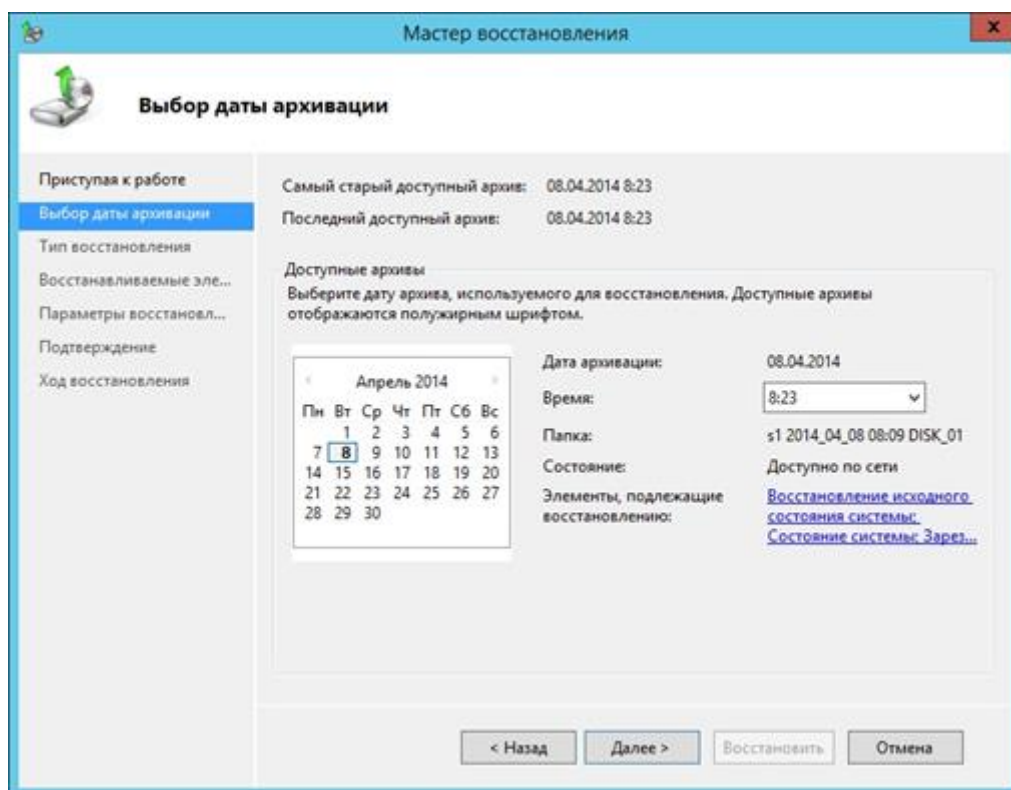 Мастер восстановления
x
Выбор даты архивации
Приступая к работе
Выбор даты архивации
Тип восстановления
Восстанавливаемые эле...
Параметры восстановл...
Подтверждение
Ход восстановления
Самый старый доступный архив: 08.04.2014 8:23
Последний доступный архив: 08.04.2014 8:23
Доступные архивы
Выберите дату архива, используемого для восстановления. Доступные архивы
отображаются полужирным шрифтом.
Апрель 2014
Пн Вт Ср Чт Пт Сб Вс
1 2 3 4 5 6
7 8 9 10 11 12 13
14 15 16 17 18 19 20
21 22 23 24 25 26 27
28 29 30
Дата архивации: 08.04.2014
Время: 8:23
Папка: s1 2014_04_08 08:09 DISK_01
Состояние: Доступно по сети
Элементы, подлежащие
восстановлению:
Восстановление исходного
состояния системы;
Состояние системы; Зарез...
< Назад
Далее >
Восстановить
Отмена